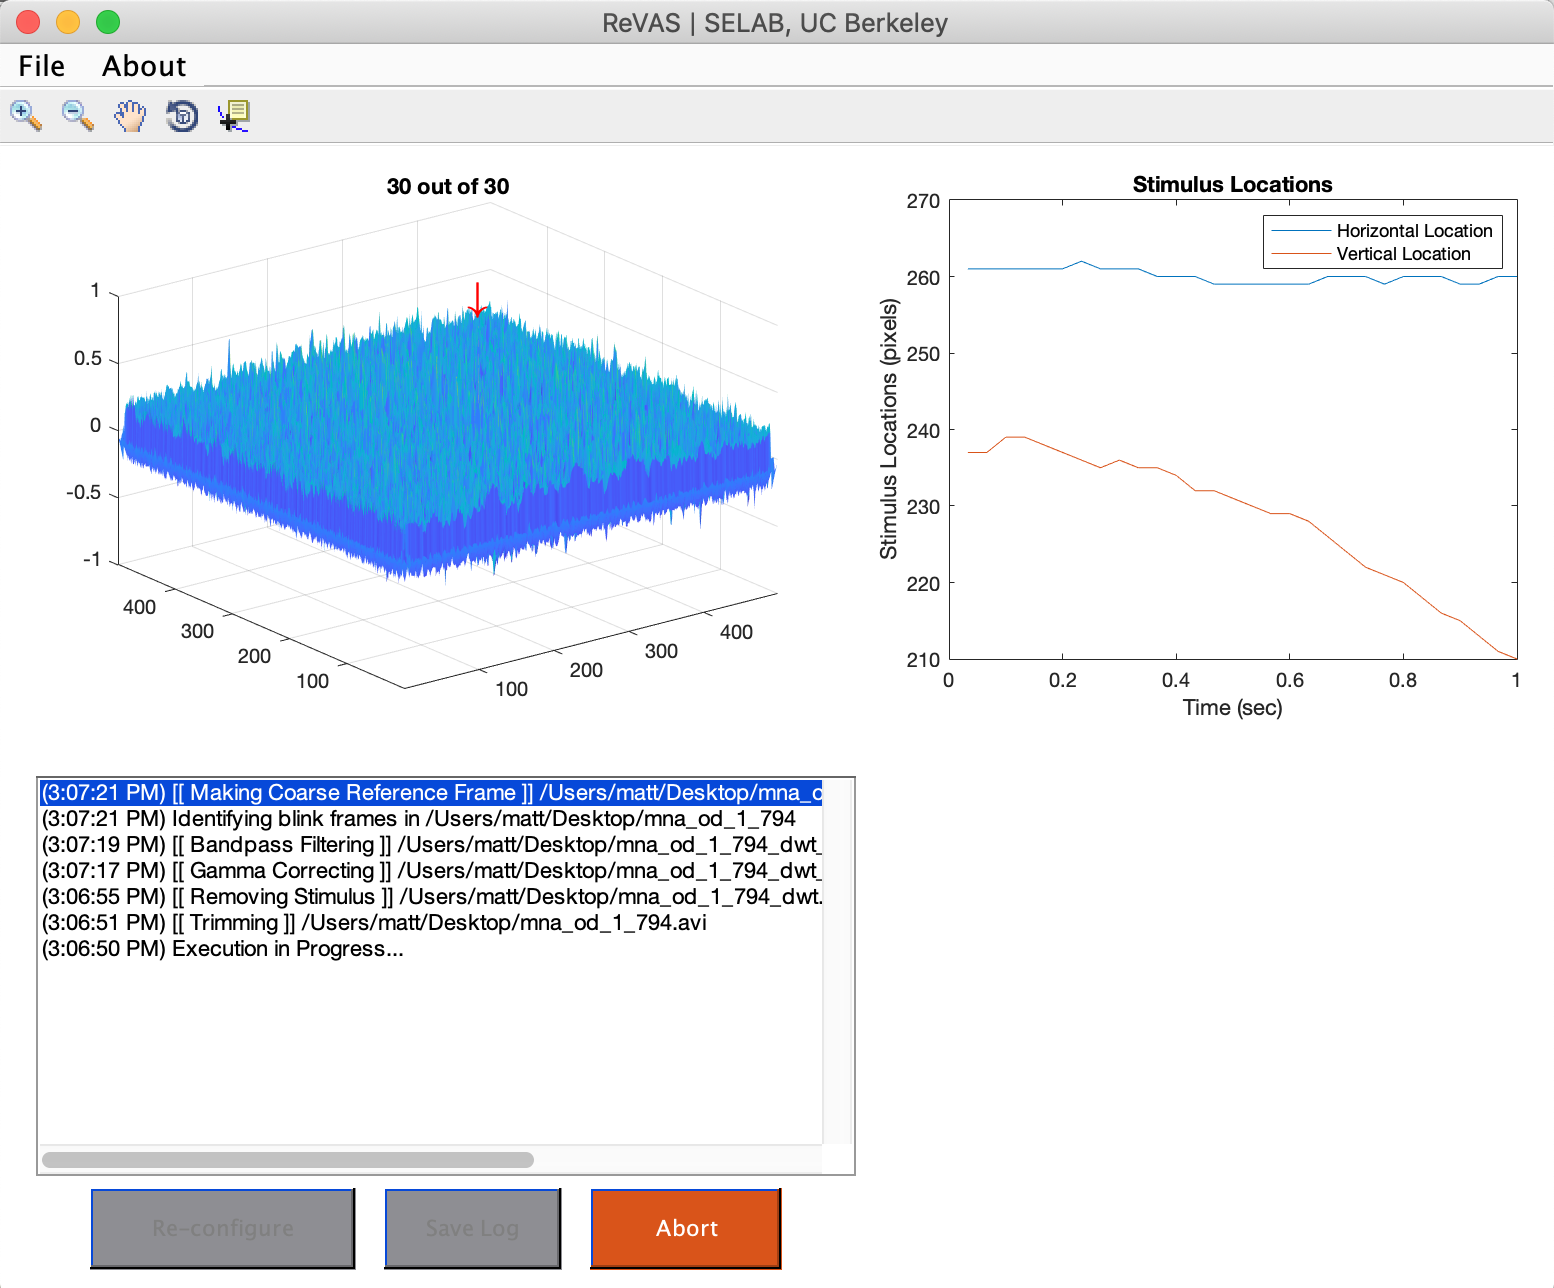 ReVAS | SELAB, UC Berkeley
File About
30 out of 30
1
0.5
0
-0.5
-1
400
300
200
100
100
200
300
400
Stimulus Locations
Horizontal Location
Vertical Location
Stimulus Locations (pixels)
270
260
250
240
230
220
210
0 0.2 0.4 0.6 0.8 1
Time (sec)
(3:07:21 PM) [[ Making Coarse Reference Frame ]] /Users/matt/Desktop/mna_o
(3:07:21 PM) Identifying blink frames in /Users/matt/Desktop/mna_od_1_794
(3:07:19 PM) [[ Bandpass Filtering ]] /Users/matt/Desktop/mna_od_1_794_dwt_
(3:07:17 PM) [[ Gamma Correcting ]] /Users/matt/Desktop/mna_od_1_794_dwt_
(3:06:55 PM) [[ Removing Stimulus ]] /Users/matt/Desktop/mna_od_1_794_dwt.
(3:06:51 PM) [[ Trimming ]] /Users/matt/Desktop/mna_od_1_794.avi
(3:06:50 PM) Execution in Progress...
Re-configure Save Log Abort